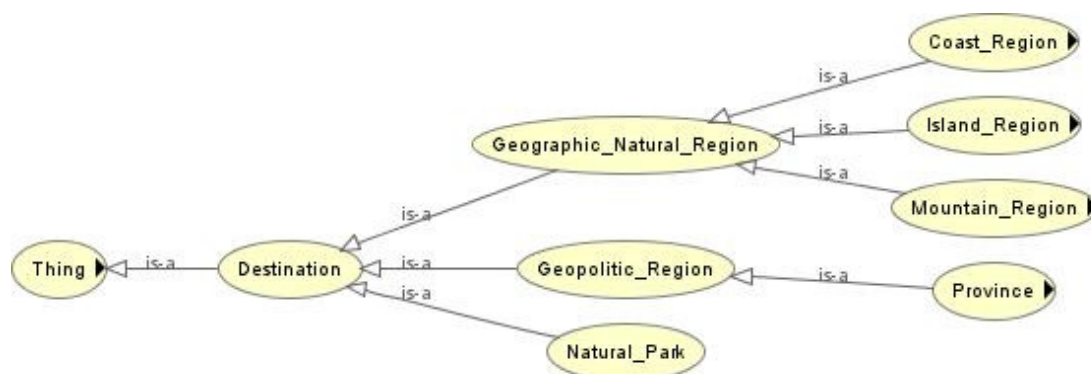 Coast_Region
is-a
Island_Region
is-a
Geographic_Natural_Region
is-a
Mountain_Region
is-a
Thing
is-a
Destination
is-a
Geopolitic_Region
is-a
Province
is-a
Natural_Park